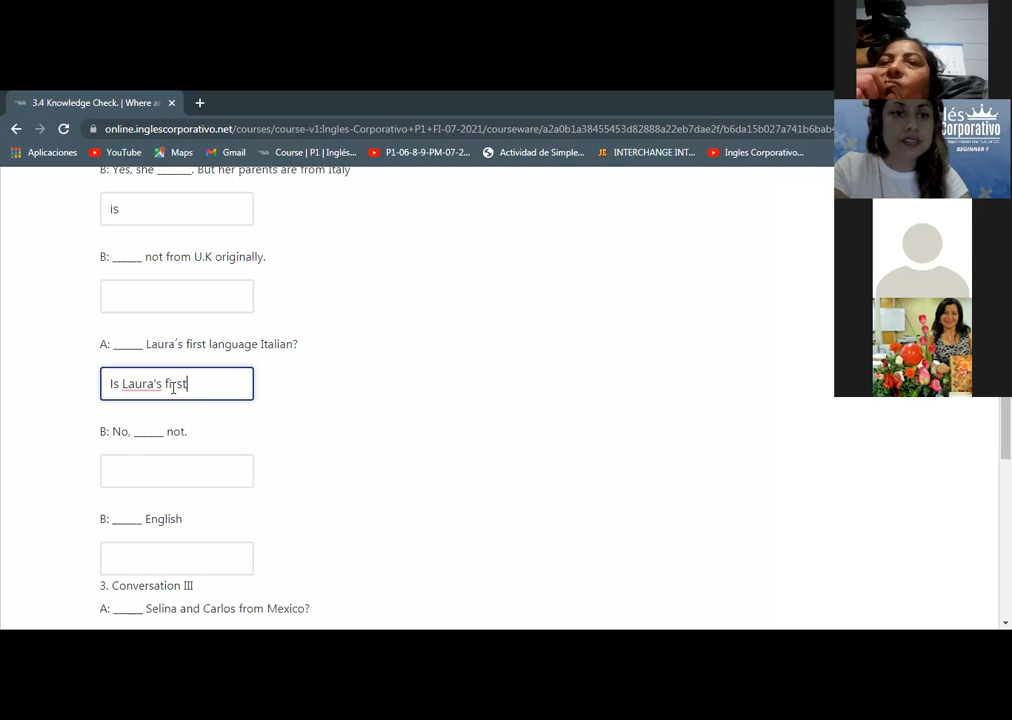 3.4 Knowledge Check. | Where a
online.inglescorporativo.net/courses/course-v1:Ingles-Corporativo+P1+FI-07-2021/courseware/a2a0b1a38455453d82888a22eb7dae2f/b6da15b027a741b6bab
Aplicaciones YouTube Maps Gmail Course | P1 | Inglés... P1-06-8-9-PM-07-2... Actividad de Simple... INTERCHANGE INT... Ingles Corporativo...
B: Yes, she ______. But her parents are from Italy
is
B: _____ not from U.K originally.
A: _____ Laura´s first language Italian?
Is Laura's first
B: No, _____ not.
B: _____ English
3. Conversation III
A: _____ Selina and Carlos from Mexico?
lés
Corporativo
BEGINNER 1